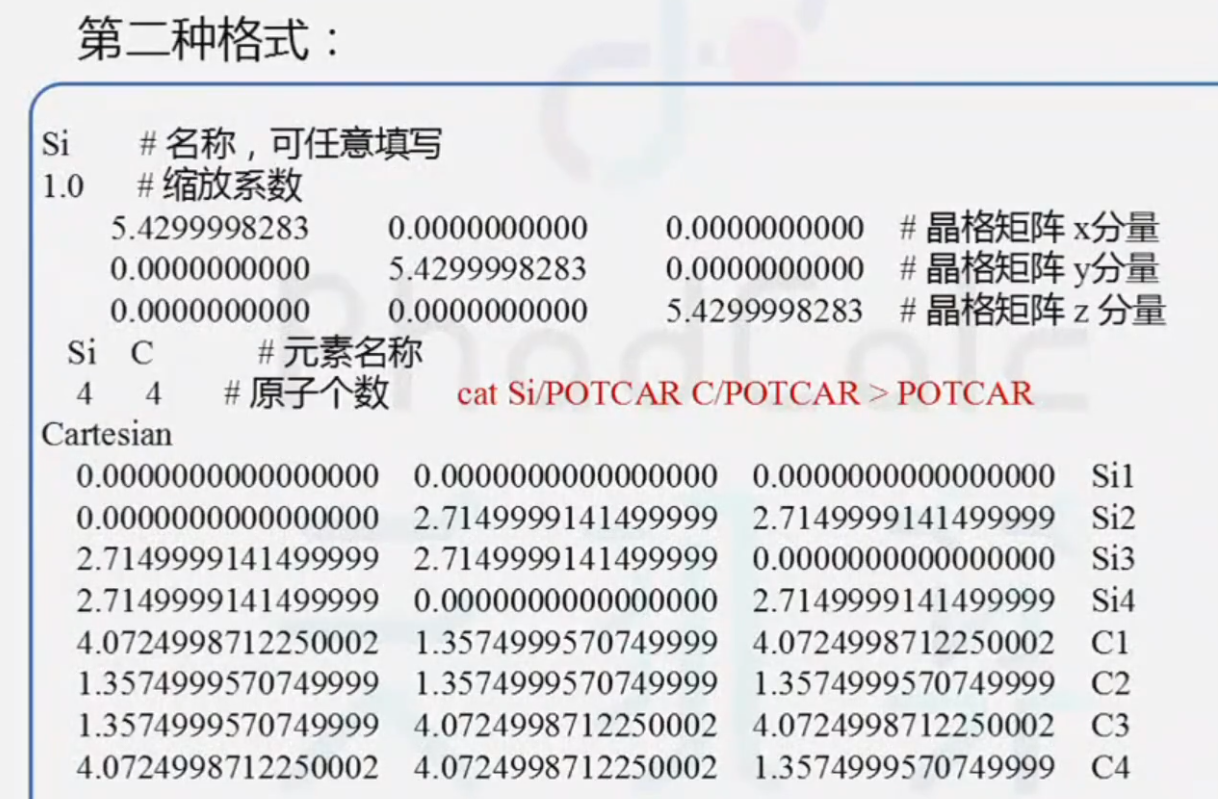 第二种格式：
Si # 名称，可任意填写
1.0 # 缩放系数
5.4299998283 0.0000000000 0.0000000000 # 晶格矩阵 x分量
0.0000000000 5.4299998283 0.0000000000 # 晶格矩阵 y分量
0.0000000000 0.0000000000 5.4299998283 # 晶格矩阵 z 分量
Si C # 元素名称
4 4 # 原子个数 cat Si/POTCAR C/POTCAR > POTCAR
Cartesian
0.0000000000000000 0.0000000000000000 0.0000000000000000 Si1
0.0000000000000000 2.7149999141499999 2.7149999141499999 Si2
2.7149999141499999 2.7149999141499999 0.0000000000000000 Si3
2.7149999141499999 0.0000000000000000 2.7149999141499999 Si4
4.0724998712250002 1.3574999570749999 4.0724998712250002 C1
1.3574999570749999 1.3574999570749999 1.3574999570749999 C2
1.3574999570749999 4.0724998712250002 4.0724998712250002 C3
4.0724998712250002 4.0724998712250002 1.3574999570749999 C4